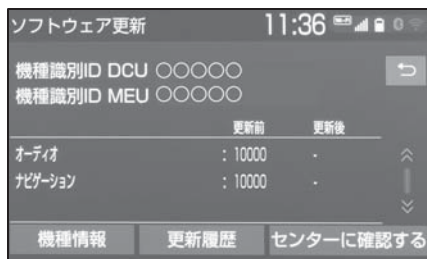 ソフトウェア更新 11:36
機種識別ID DCU ○○○○○
機種識別ID MEU ○○○○○
更新前 更新後
オーディオ : 10000 -
ナビゲーション : 10000 -
機種情報 更新履歴 センターに確認する